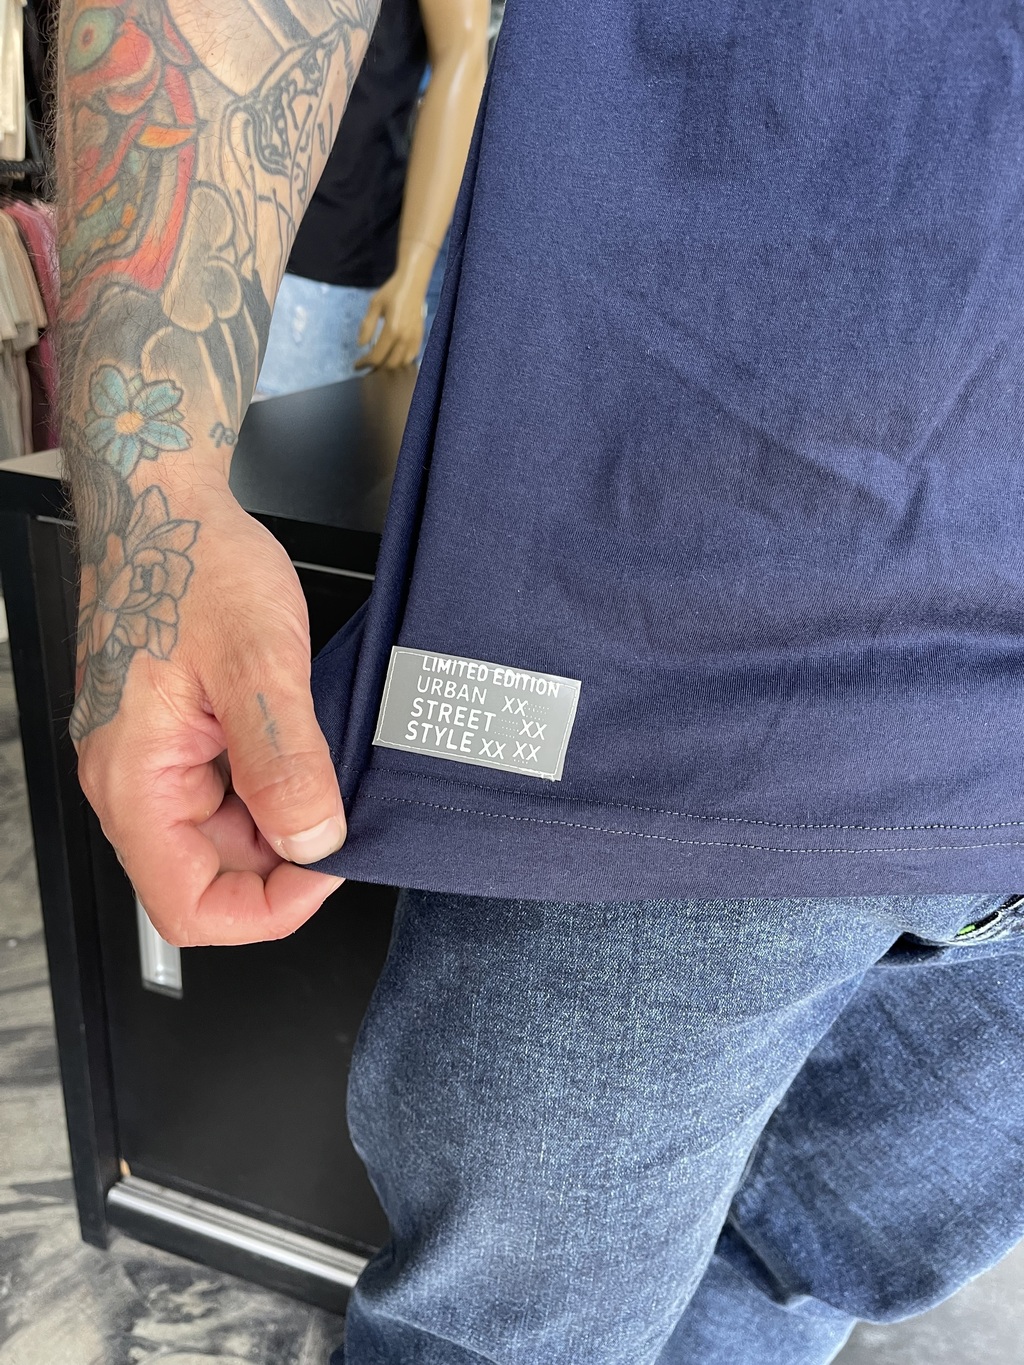 LIMITED EDITION
URBAN XX
STREET XX
STYLE XX XX